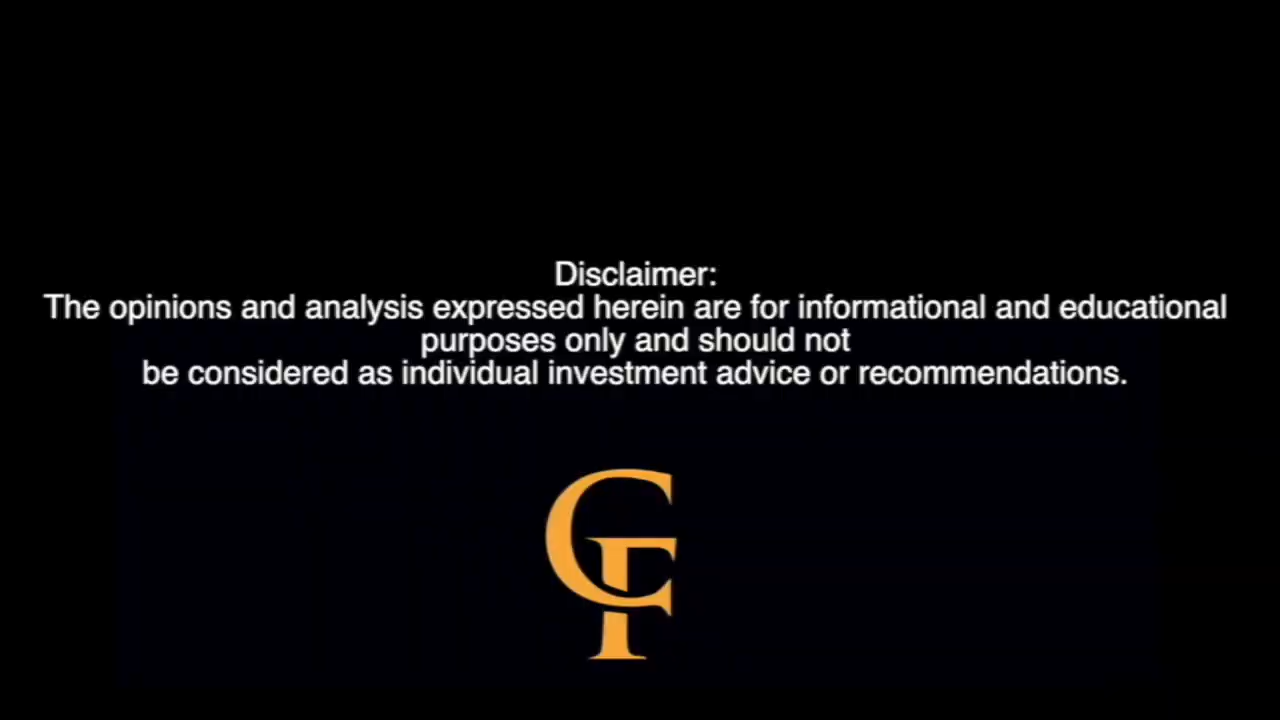 Disclaimer:
The opinions and analysis expressed herein are for informational and educational
purposes only and should not
be considered as individual investment advice or recommendations.
CF